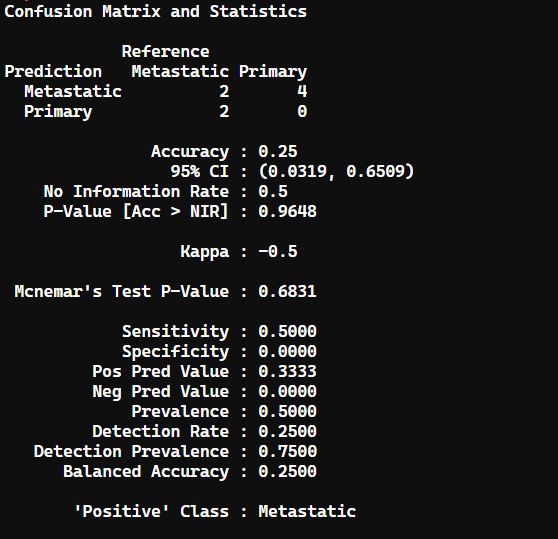 Confusion Matrix and Statistics

            Reference
Prediction   Metastatic Primary
  Metastatic          2       4
  Primary             2       0

               Accuracy : 0.25
                 95% CI : (0.0319, 0.6509)
    No Information Rate : 0.5
    P-Value [Acc > NIR] : 0.9648

                  Kappa : -0.5

 Mcnemar's Test P-Value : 0.6831

            Sensitivity : 0.5000
            Specificity : 0.0000
         Pos Pred Value : 0.3333
         Neg Pred Value : 0.0000
             Prevalence : 0.5000
         Detection Rate : 0.2500
   Detection Prevalence : 0.7500
      Balanced Accuracy : 0.2500

       'Positive' Class : Metastatic